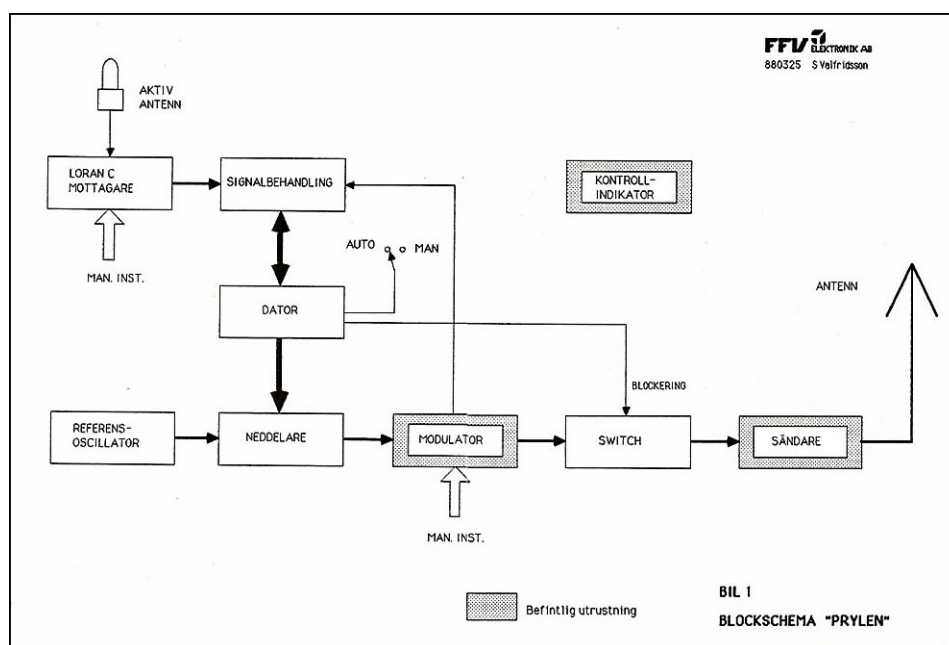 FFV ELEKTRONIK AB
880325 S Valfridsson
AKTIV
ANTENN
LORAN C
MOTTAGARE
SIGNALBEHANDLING
KONTROLL-
INDIKATOR
MAN. INST.
AUTO
MAN
DATOR
ANTENN
BLOCKERING
REFERENS-
OSCILLATOR
NEDDELARE
MODULATOR
SWITCH
SÄNDARE
MAN. INST.
Befintlig utrustning
BIL 1
BLOCKSCHEMA "PRYLEN"